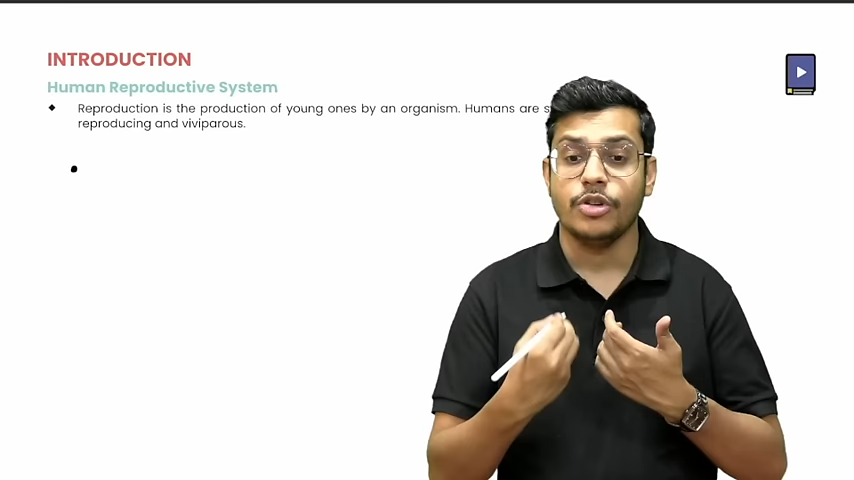 INTRODUCTION
Human Reproductive System
Reproduction is the production of young ones by an organism. Humans are
reproducing and viviparous.